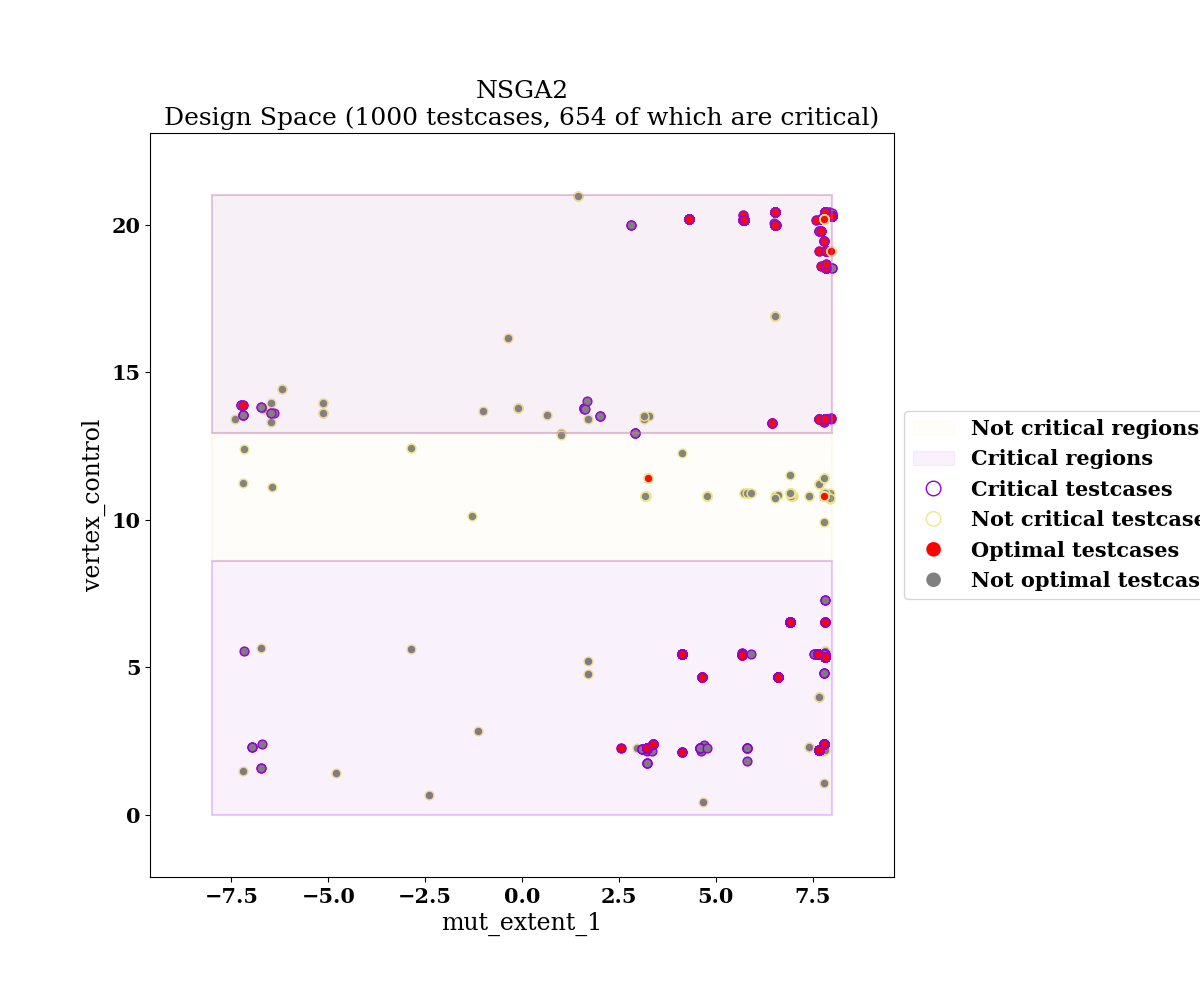 NSGA2
Design Space (1000 testcases, 654 of which are critical)
20
15
10
5
0
vertex_control
−7.5 −5.0 −2.5 0.0 2.5 5.0 7.5
mut_extent_1
Not critical regions
Critical regions
Critical testcases
Not critical testcase
Optimal testcases
Not optimal testcas